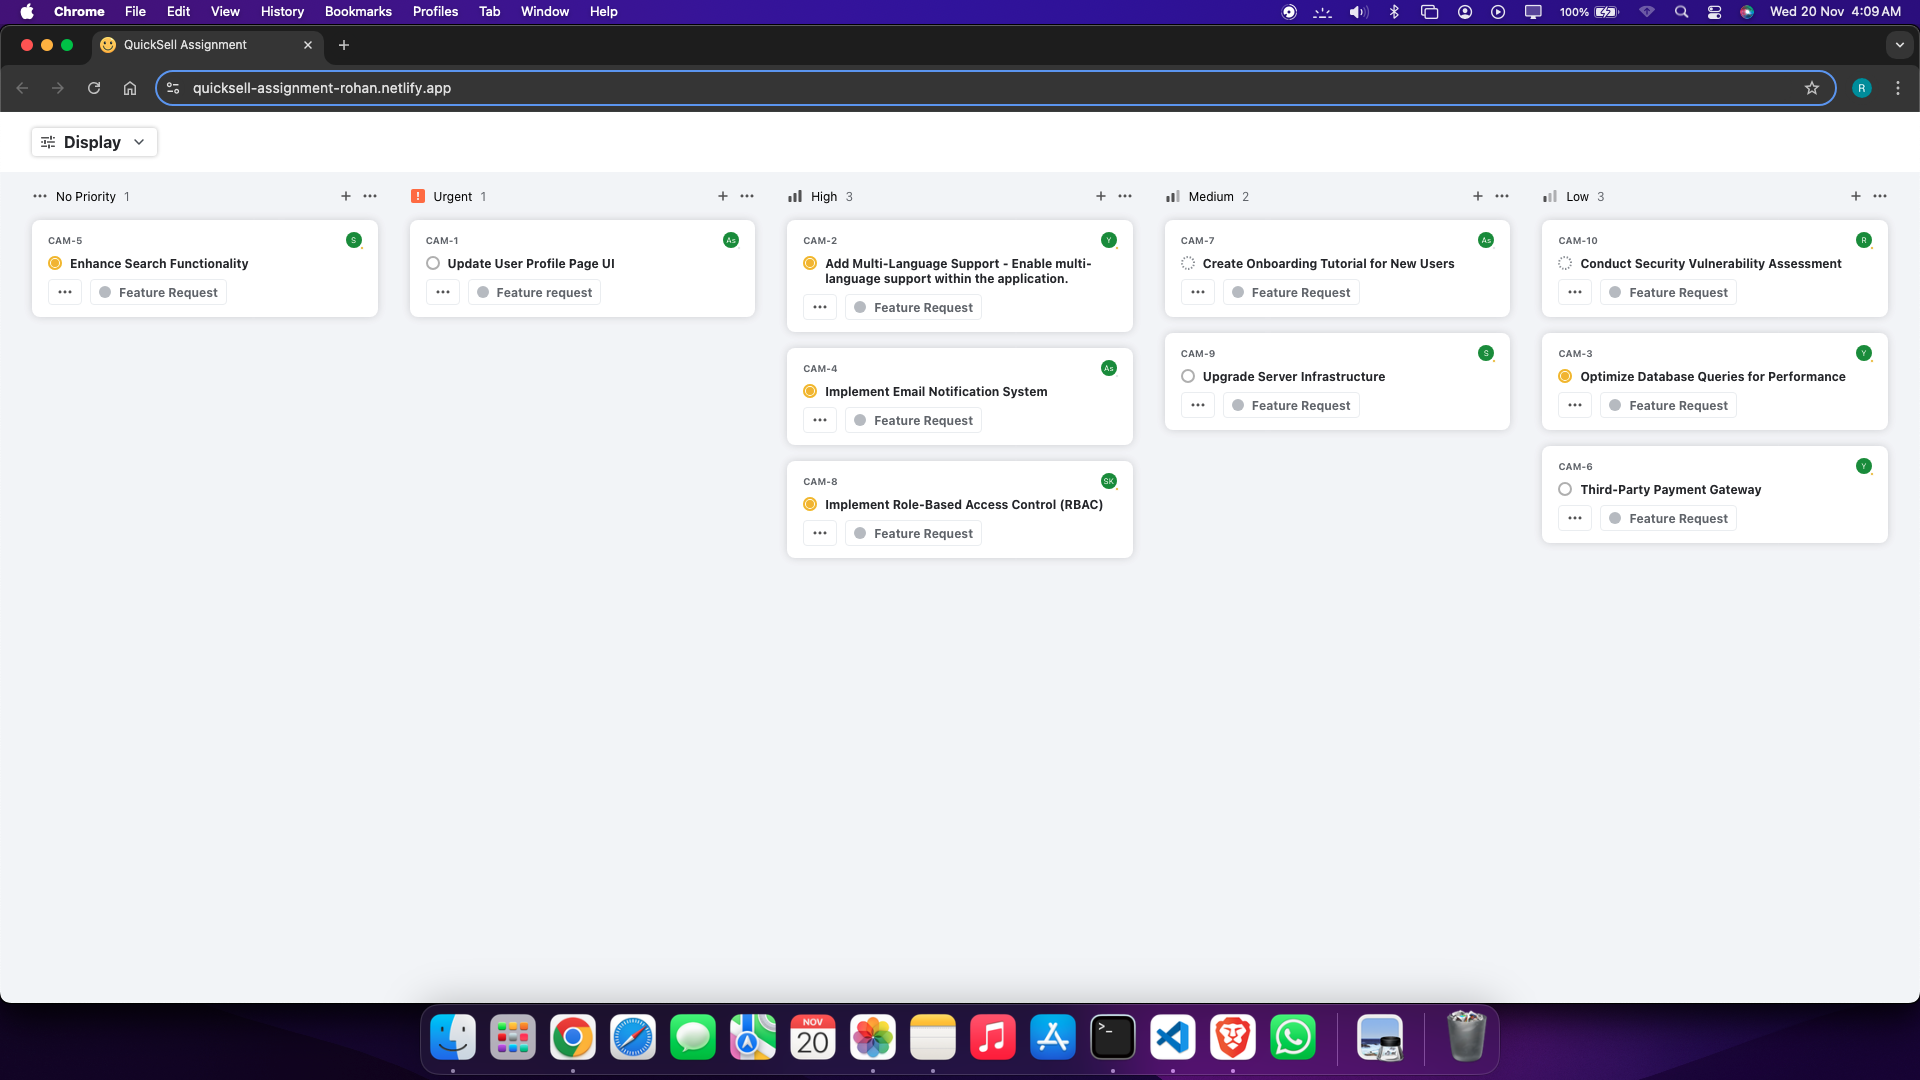 Chrome File Edit View History Bookmarks Profiles Tab Window Help 100% Wed 20 Nov 4:09 AM
QuickSell Assignment
quicksell-assignment-rohan.netlify.app R
Display
No Priority 1
CAM-5 S
Enhance Search Functionality
Feature Request
Urgent 1
CAM-1 As
Update User Profile Page UI
Feature request
High 3
CAM-2 Y
Add Multi-Language Support - Enable multi-
language support within the application.
Feature Request
CAM-4 As
Implement Email Notification System
Feature Request
CAM-8 SK
Implement Role-Based Access Control (RBAC)
Feature Request
Medium 2
CAM-7 As
Create Onboarding Tutorial for New Users
Feature Request
CAM-9 S
Upgrade Server Infrastructure
Feature Request
Low 3
CAM-10 R
Conduct Security Vulnerability Assessment
Feature Request
CAM-3 Y
Optimize Database Queries for Performance
Feature Request
CAM-6 Y
Third-Party Payment Gateway
Feature Request
NOV
20